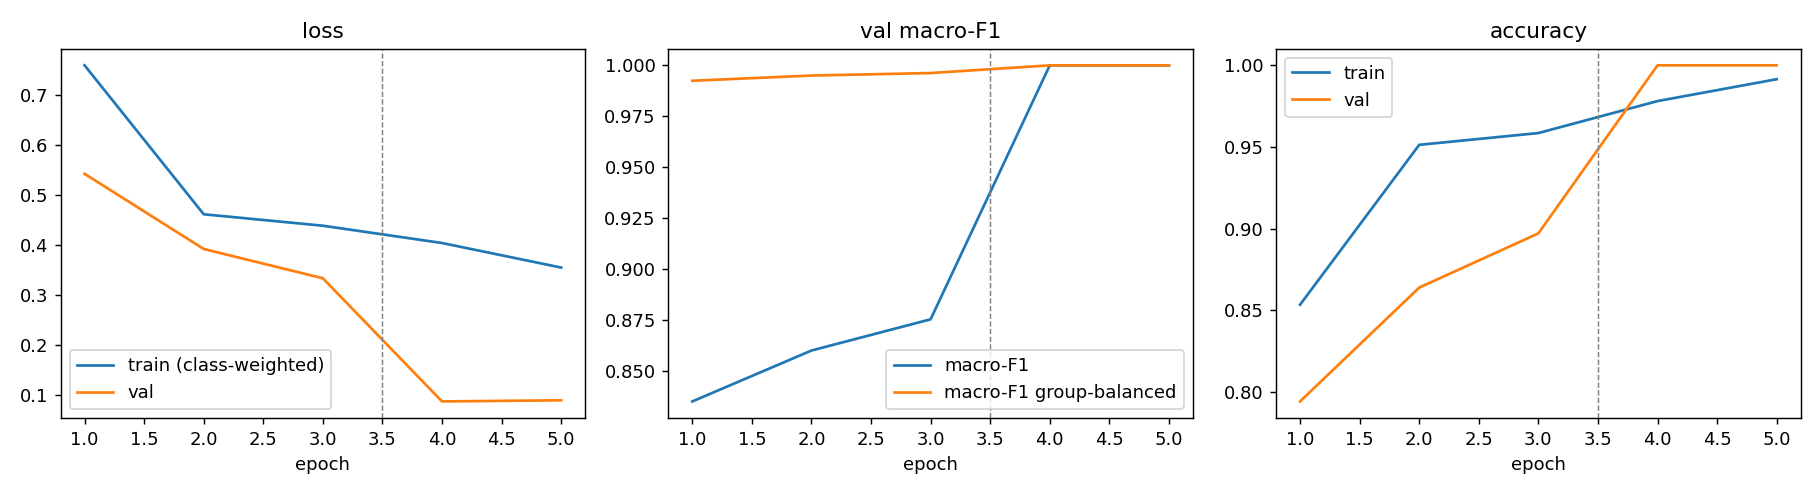 loss
0.7
0.6
0.5
0.4
0.3
0.2
0.1
train (class-weighted)
val
1.0 1.5 2.0 2.5 3.0 3.5 4.0 4.5 5.0
epoch
val macro-F1
1.000
0.975
0.950
0.925
0.900
0.875
0.850
macro-F1
macro-F1 group-balanced
1.0 1.5 2.0 2.5 3.0 3.5 4.0 4.5 5.0
epoch
accuracy
1.00
0.95
0.90
0.85
0.80
train
val
1.0 1.5 2.0 2.5 3.0 3.5 4.0 4.5 5.0
epoch